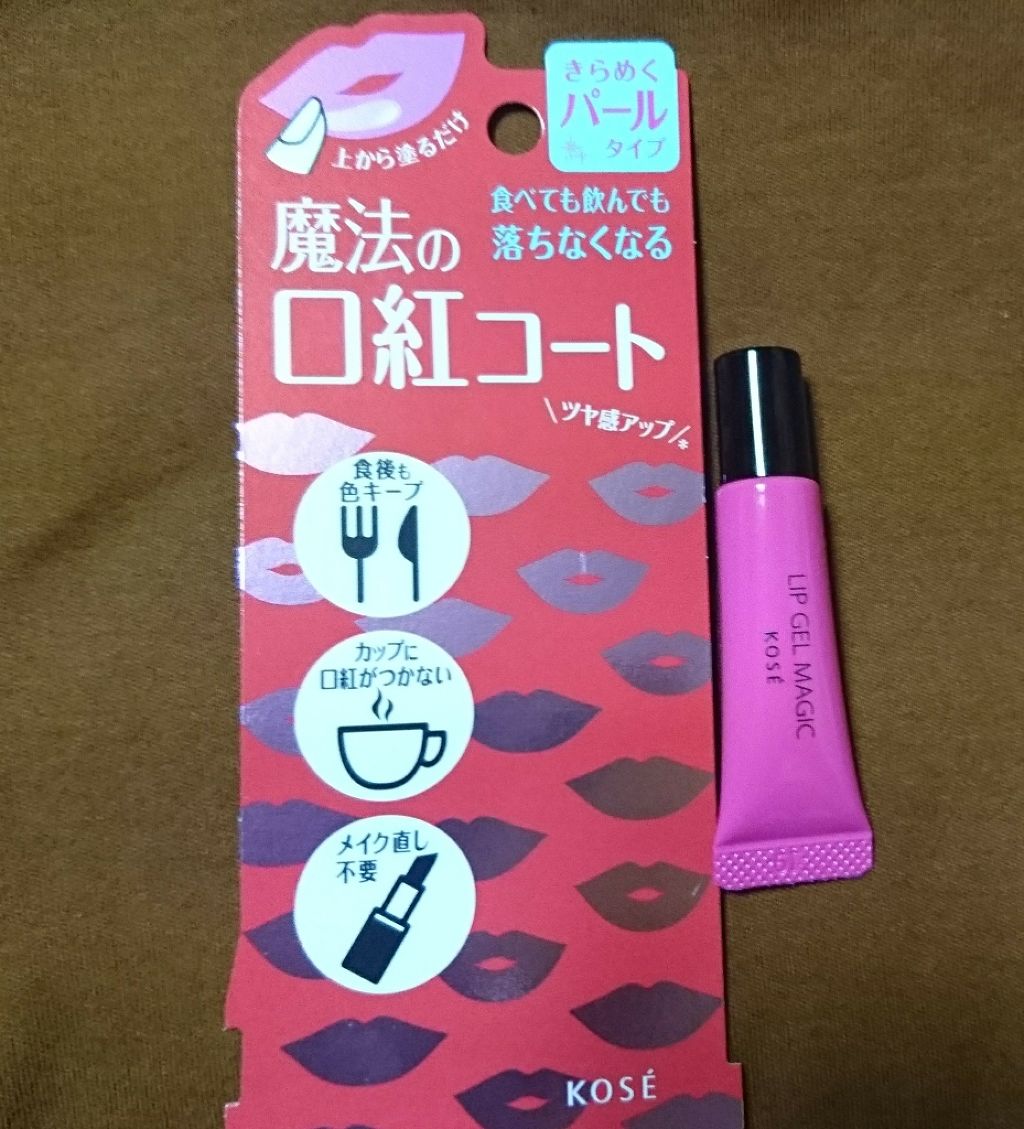 きらめく
パール
タイプ
上から塗るだけ
食べても飲んでも
落ちなくなる
魔法の
口紅コート
\ ツヤ感アップ /*
食後も
色キープ
カップに
口紅がつかない
メイク直し
不要
KOSÉ
LIP GEL MAGIC
KOSÉ